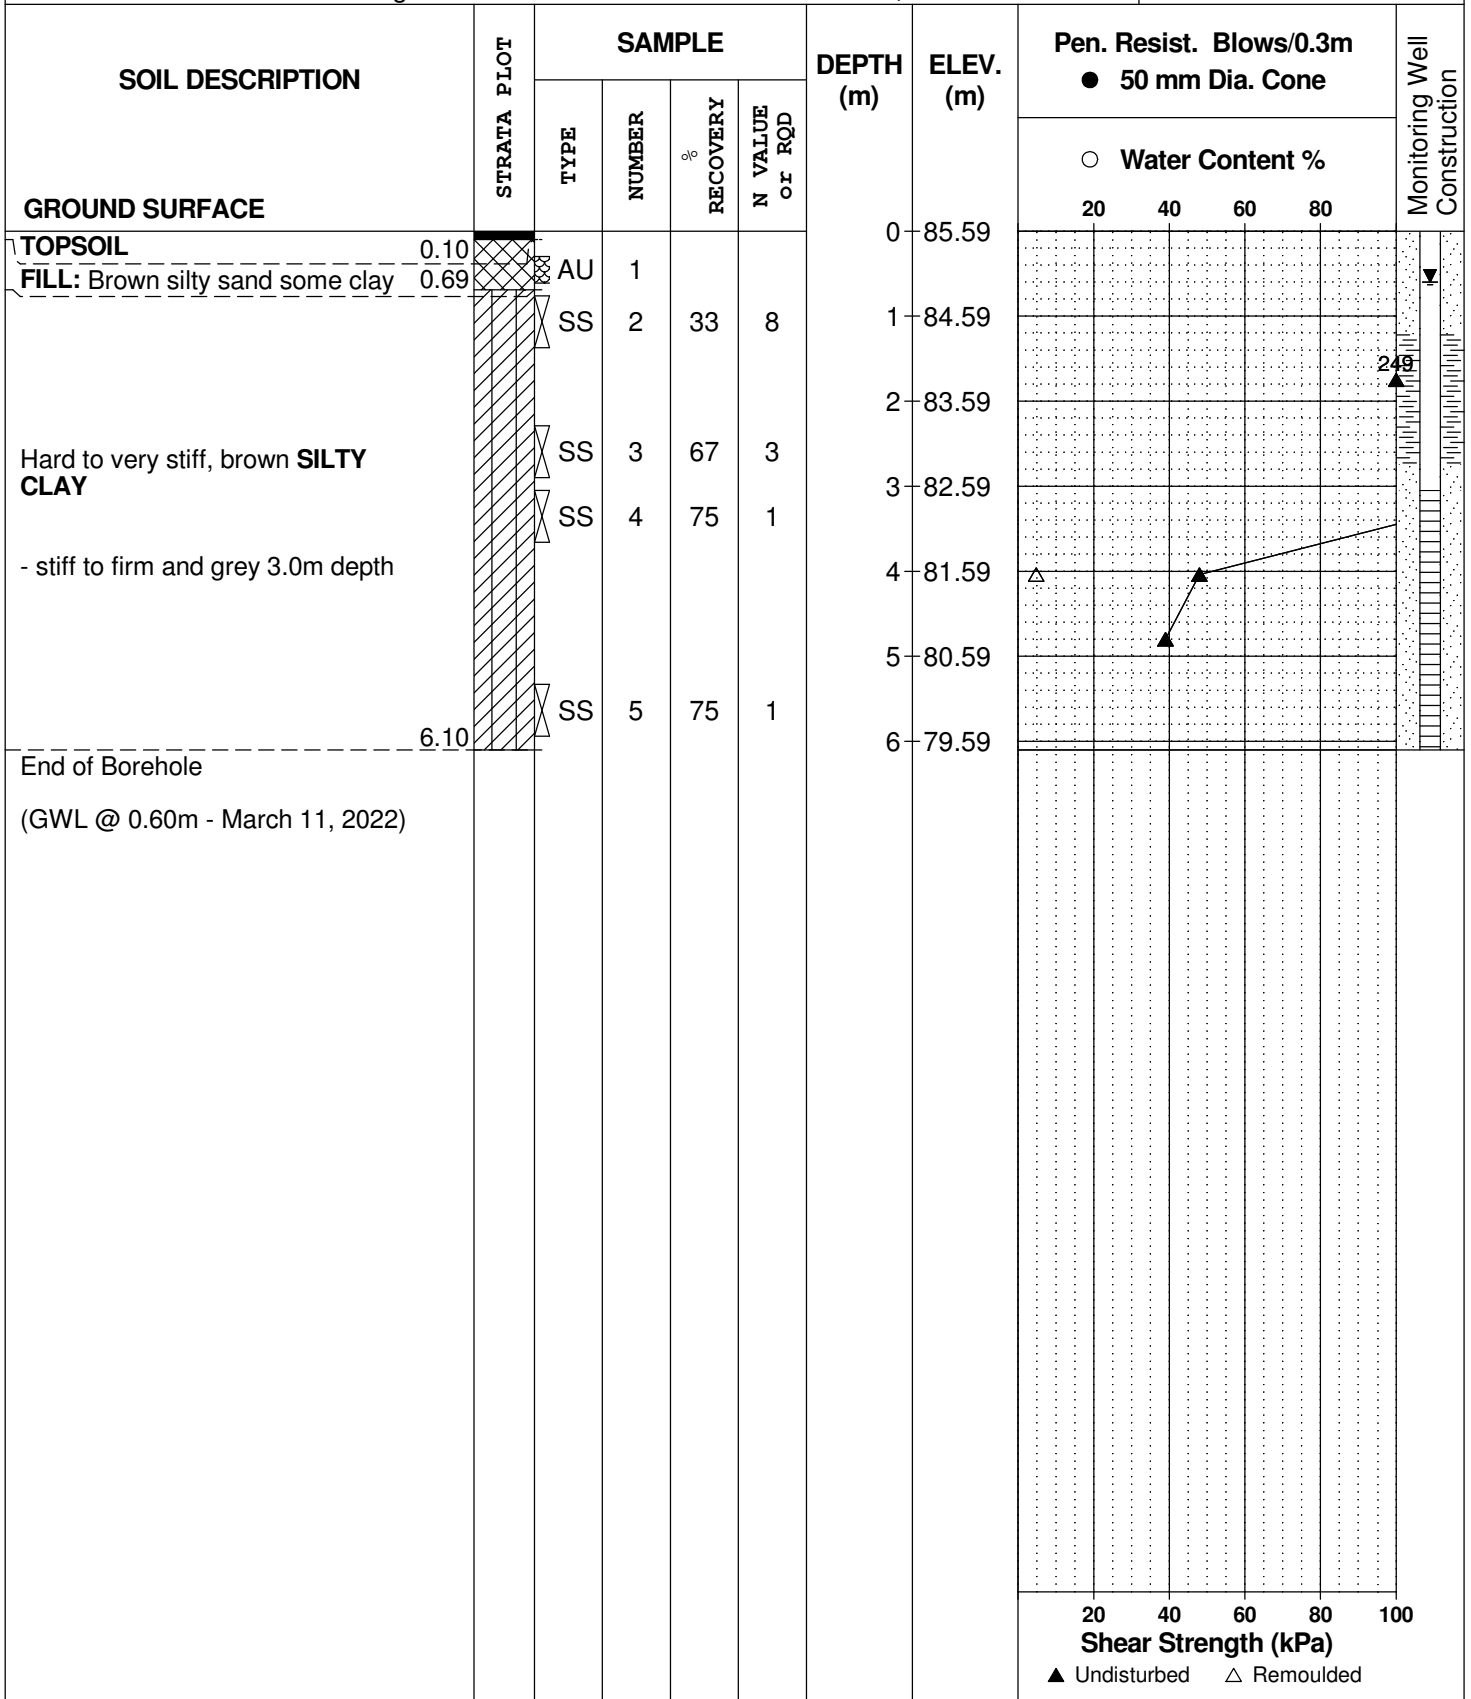 SOIL DESCRIPTION
STRATA PLOT
SAMPLE
TYPE
NUMBER
%
RECOVERY
N VALUE
or RQD
DEPTH
(m)
ELEV.
(m)
Pen. Resist. Blows/0.3m
● 50 mm Dia. Cone
○ Water Content %
Monitoring Well
Construction
GROUND SURFACE
20 40 60 80
0 85.59
TOPSOIL 0.10
FILL: Brown silty sand some clay 0.69
AU 1
SS 2 33 8
1 84.59
249
2 83.59
Hard to very stiff, brown SILTY
CLAY
SS 3 67 3
3 82.59
SS 4 75 1
- stiff to firm and grey 3.0m depth
4 81.59
5 80.59
SS 5 75 1
6.10
6 79.59
End of Borehole
(GWL @ 0.60m - March 11, 2022)
20 40 60 80 100
Shear Strength (kPa)
▲ Undisturbed △ Remoulded